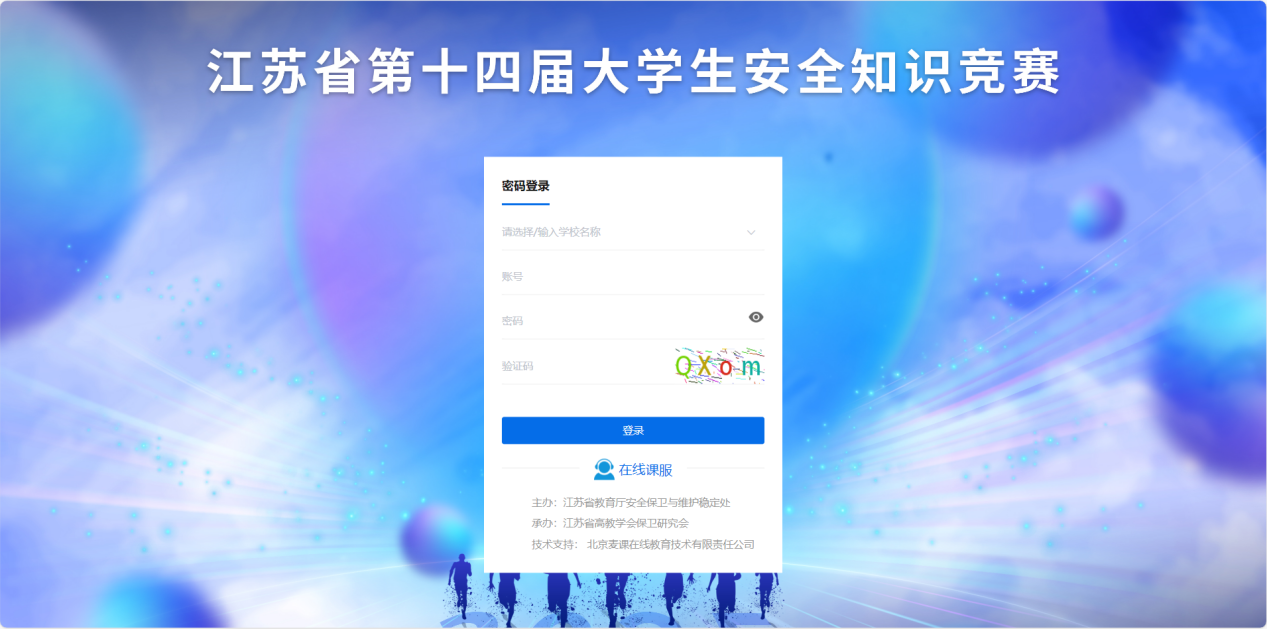 江苏省第十四届大学生安全知识竞赛
密码登录
请选择/输入学校名称
账号
密码
验证码
QXom
登录
在线课服
主办：江苏省教育厅安全保卫与维护稳定处
承办：江苏省高教学会保卫研究会
技术支持： 北京麦课在线教育技术有限责任公司